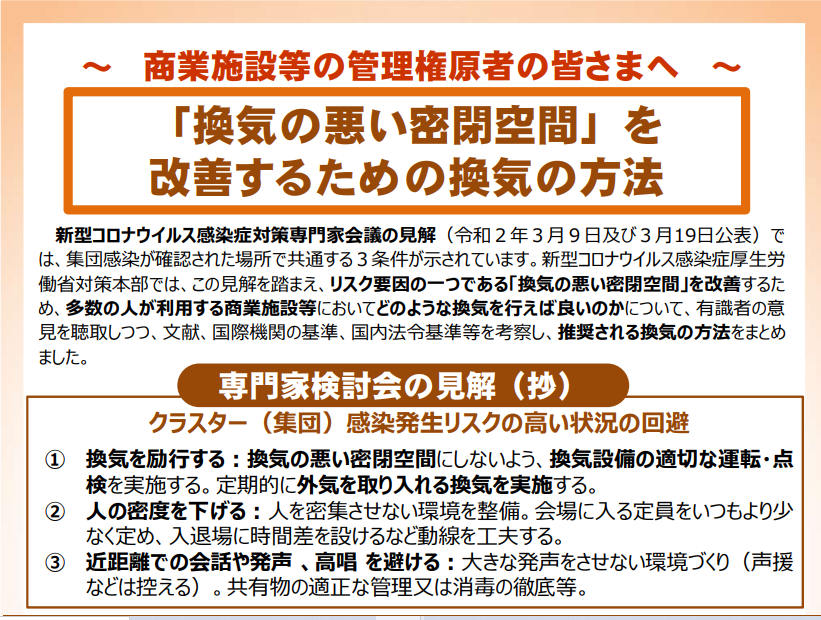 ～　商業施設等の管理権原者の皆さまへ　～
「換気の悪い密閉空間」を
改善するための換気の方法
新型コロナウイルス感染症対策専門家会議の見解（令和２年３月９日及び３月19日公表）で
は、集団感染が確認された場所で共通する３条件が示されています。新型コロナウイルス感染症厚生労
働省対策本部では、この見解を踏まえ、リスク要因の一つである「換気の悪い密閉空間」を改善するた
め、多数の人が利用する商業施設等においてどのような換気を行えば良いのかについて、有識者の意
見を聴取しつつ、文献、国際機関の基準、国内法令基準等を考察し、推奨される換気の方法をまとめ
ました。
専門家検討会の見解（抄）
クラスター（集団）感染発生リスクの高い状況の回避
①　換気を励行する：換気の悪い密閉空間にしないよう、換気設備の適切な運転・点
検を実施する。定期的に外気を取り入れる換気を実施する。
②　人の密度を下げる：人を密集させない環境を整備。会場に入る定員をいつもより少
なく定め、入退場に時間差を設けるなど動線を工夫する。
③　近距離での会話や発声 、高唱 を避ける：大きな発声をさせない環境づくり（声援
などは控える）。共有物の適正な管理又は消毒の徹底等。